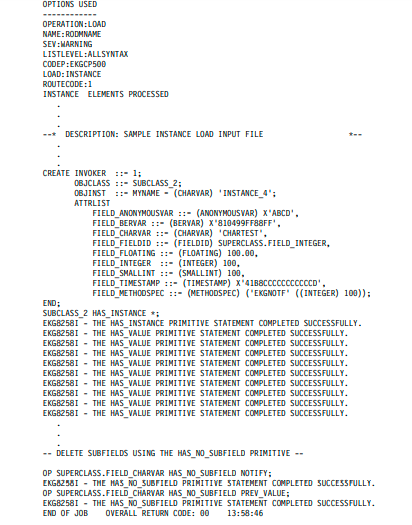 OPTIONS USED
------------
OPERATION:LOAD
NAME:RODMNAME
SEV:WARNING
LISTLEVEL:ALLSYNTAX
CODEP:EKGCP500
LOAD:INSTANCE
ROUTECODE:1
INSTANCE  ELEMENTS PROCESSED
.
.
.
--*  DESCRIPTION: SAMPLE INSTANCE LOAD INPUT FILE                    *--
.
.
.
CREATE INVOKER  ::= 1;
OBJCLASS ::= SUBCLASS_2;
OBJINST  ::= MYNAME = (CHARVAR) 'INSTANCE_4';
ATTRLIST
FIELD_ANONYMOUSVAR ::= (ANONYMOUSVAR) X'ABCD',
FIELD_BERVAR ::= (BERVAR) X'810499FF88FF',
FIELD_CHARVAR ::= (CHARVAR) 'CHARTEST',
FIELD_FIELDID ::= (FIELDID) SUPERCLASS.FIELD_INTEGER,
FIELD_FLOATING ::= (FLOATING) 100.00,
FIELD_INTEGER  ::= (INTEGER) 100,
FIELD_SMALLINT ::= (SMALLINT) 100,
FIELD_TIMESTAMP ::= (TIMESTAMP) X'41B8CCCCCCCCCCCD',
FIELD_METHODSPEC ::= (METHODSPEC) ('EKGNOTF' ((INTEGER) 100));
END;
SUBCLASS_2 HAS_INSTANCE *;
EKG8258I - THE HAS_INSTANCE PRIMITIVE STATEMENT COMPLETED SUCCESSFULLY.
EKG8258I - THE HAS_VALUE PRIMITIVE STATEMENT COMPLETED SUCCESSFULLY.
EKG8258I - THE HAS_VALUE PRIMITIVE STATEMENT COMPLETED SUCCESSFULLY.
EKG8258I - THE HAS_VALUE PRIMITIVE STATEMENT COMPLETED SUCCESSFULLY.
EKG8258I - THE HAS_VALUE PRIMITIVE STATEMENT COMPLETED SUCCESSFULLY.
EKG8258I - THE HAS_VALUE PRIMITIVE STATEMENT COMPLETED SUCCESSFULLY.
EKG8258I - THE HAS_VALUE PRIMITIVE STATEMENT COMPLETED SUCCESSFULLY.
EKG8258I - THE HAS_VALUE PRIMITIVE STATEMENT COMPLETED SUCCESSFULLY.
EKG8258I - THE HAS_VALUE PRIMITIVE STATEMENT COMPLETED SUCCESSFULLY.
EKG8258I - THE HAS_VALUE PRIMITIVE STATEMENT COMPLETED SUCCESSFULLY.
.
.
.
-- DELETE SUBFIELDS USING THE HAS_NO_SUBFIELD PRIMITIVE --
OP SUPERCLASS.FIELD_CHARVAR HAS_NO_SUBFIELD NOTIFY;
EKG8258I - THE HAS_NO_SUBFIELD PRIMITIVE STATEMENT COMPLETED SUCCESSFULLY.
OP SUPERCLASS.FIELD_CHARVAR HAS_NO_SUBFIELD PREV_VALUE;
EKG8258I - THE HAS_NO_SUBFIELD PRIMITIVE STATEMENT COMPLETED SUCCESSFULLY.
END OF JOB    OVERALL RETURN CODE: 00    13:58:46